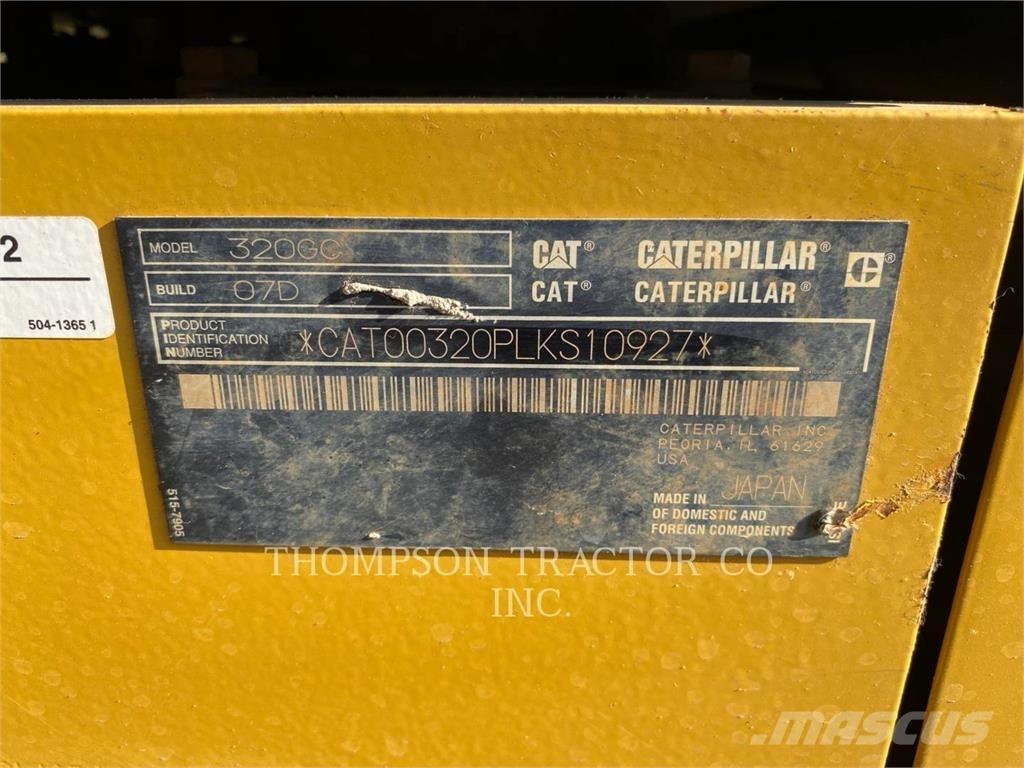 2
504-1365 1
MODEL 320GC
BUILD 07D
CAT® CATERPILLAR®
CAT® CATERPILLAR®
C®
PRODUCT
IDENTIFICATION
NUMBER
*CAT00320PLKS10927*
CATERPILLAR INC
PEORIA, IL 61629
USA
MADE IN JAPAN
OF DOMESTIC AND
FOREIGN COMPONENTS
515-7905
THOMPSON TRACTOR CO.,
INC.
MASCUS